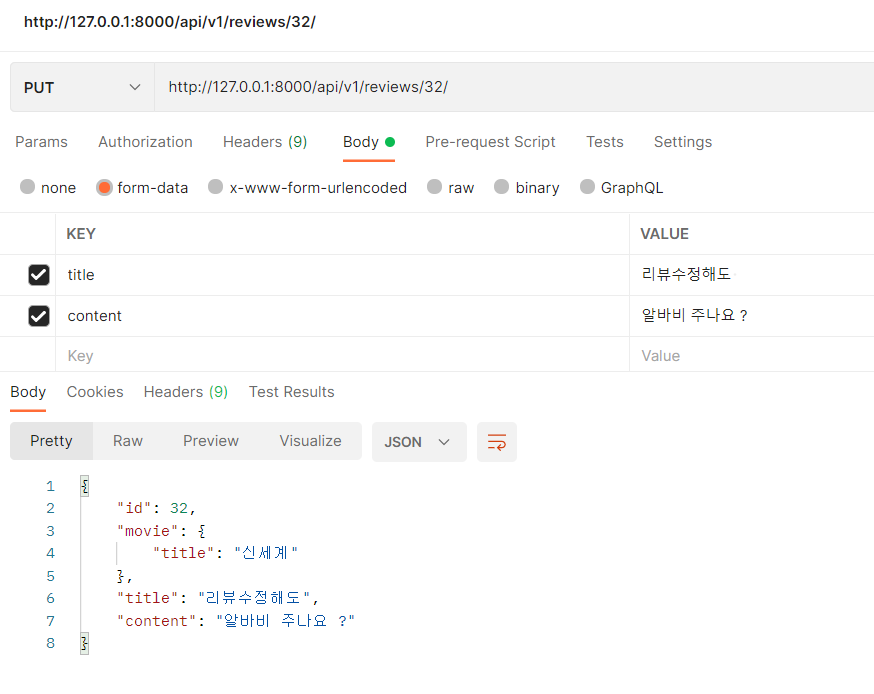 http://127.0.0.1:8000/api/v1/reviews/32/
PUT http://127.0.0.1:8000/api/v1/reviews/32/
Params Authorization Headers (9) Body Pre-request Script Tests Settings
none form-data x-www-form-urlencoded raw binary GraphQL
KEY VALUE
title 리뷰수정해도
content 알바비 주나요 ?
Key Value
Body Cookies Headers (9) Test Results
Pretty Raw Preview Visualize JSON
1 {
2 "id": 32,
3 "movie": {
4 "title": "신세계"
5 },
6 "title": "리뷰수정해도",
7 "content": "알바비 주나요 ?"
8 }